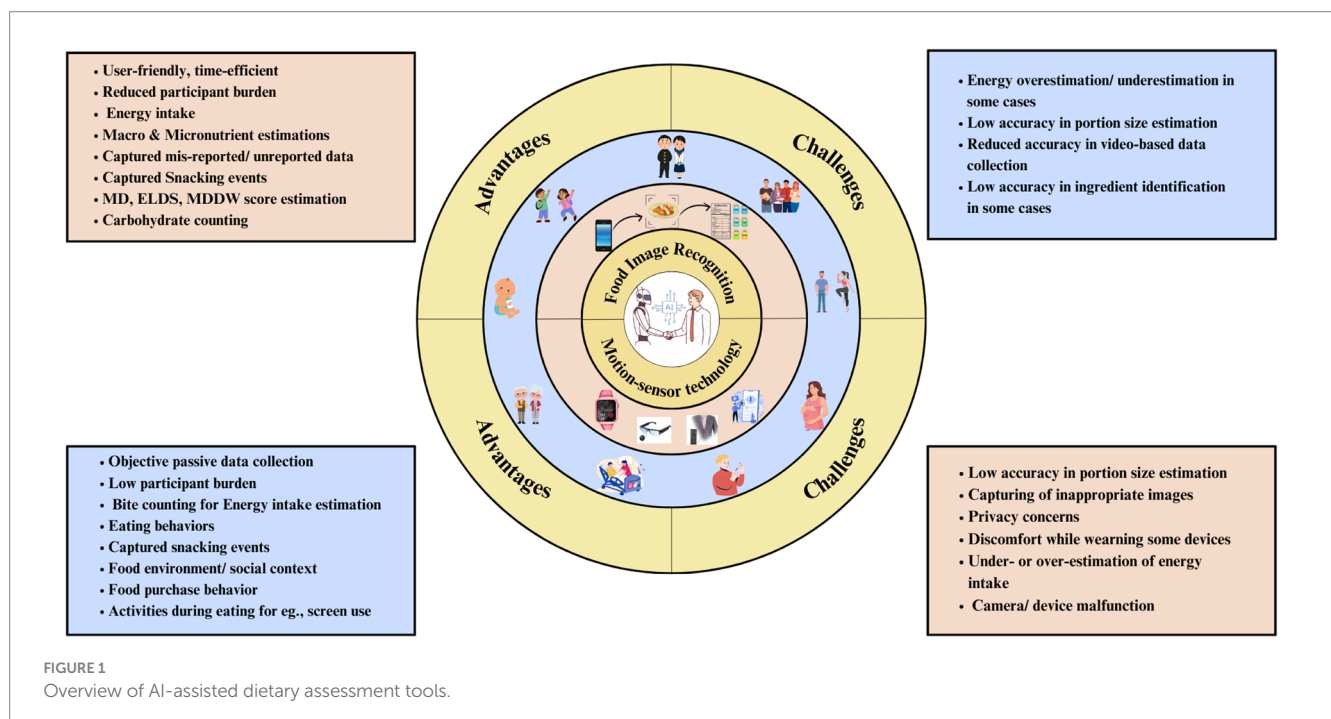 • User-friendly, time-efficient
• Reduced participant burden
• Energy intake
• Macro & Micronutrient estimations
• Captured mis-reported/ unreported data
• Captured Snacking events
• MD, ELDS, MDDW score estimation
• Carbohydrate counting
• Energy overestimation/ underestimation in
some cases
• Low accuracy in portion size estimation
• Reduced accuracy in video-based data
collection
• Low accuracy in ingredient identification
in some cases
Advantages
Challenges
Food Image Recognition
AI
Motion-sensor technology
Advantages
Challenges
• Objective passive data collection
• Low participant burden
• Bite counting for Energy intake estimation
• Eating behaviors
• Captured snacking events
• Food environment/ social context
• Food purchase behavior
• Activities during eating for eg., screen use
• Low accuracy in portion size estimation
• Capturing of inappropriate images
• Privacy concerns
• Discomfort while wearning some devices
• Under- or over-estimation of energy
intake
• Camera/ device malfunction
FIGURE 1
Overview of AI-assisted dietary assessment tools.